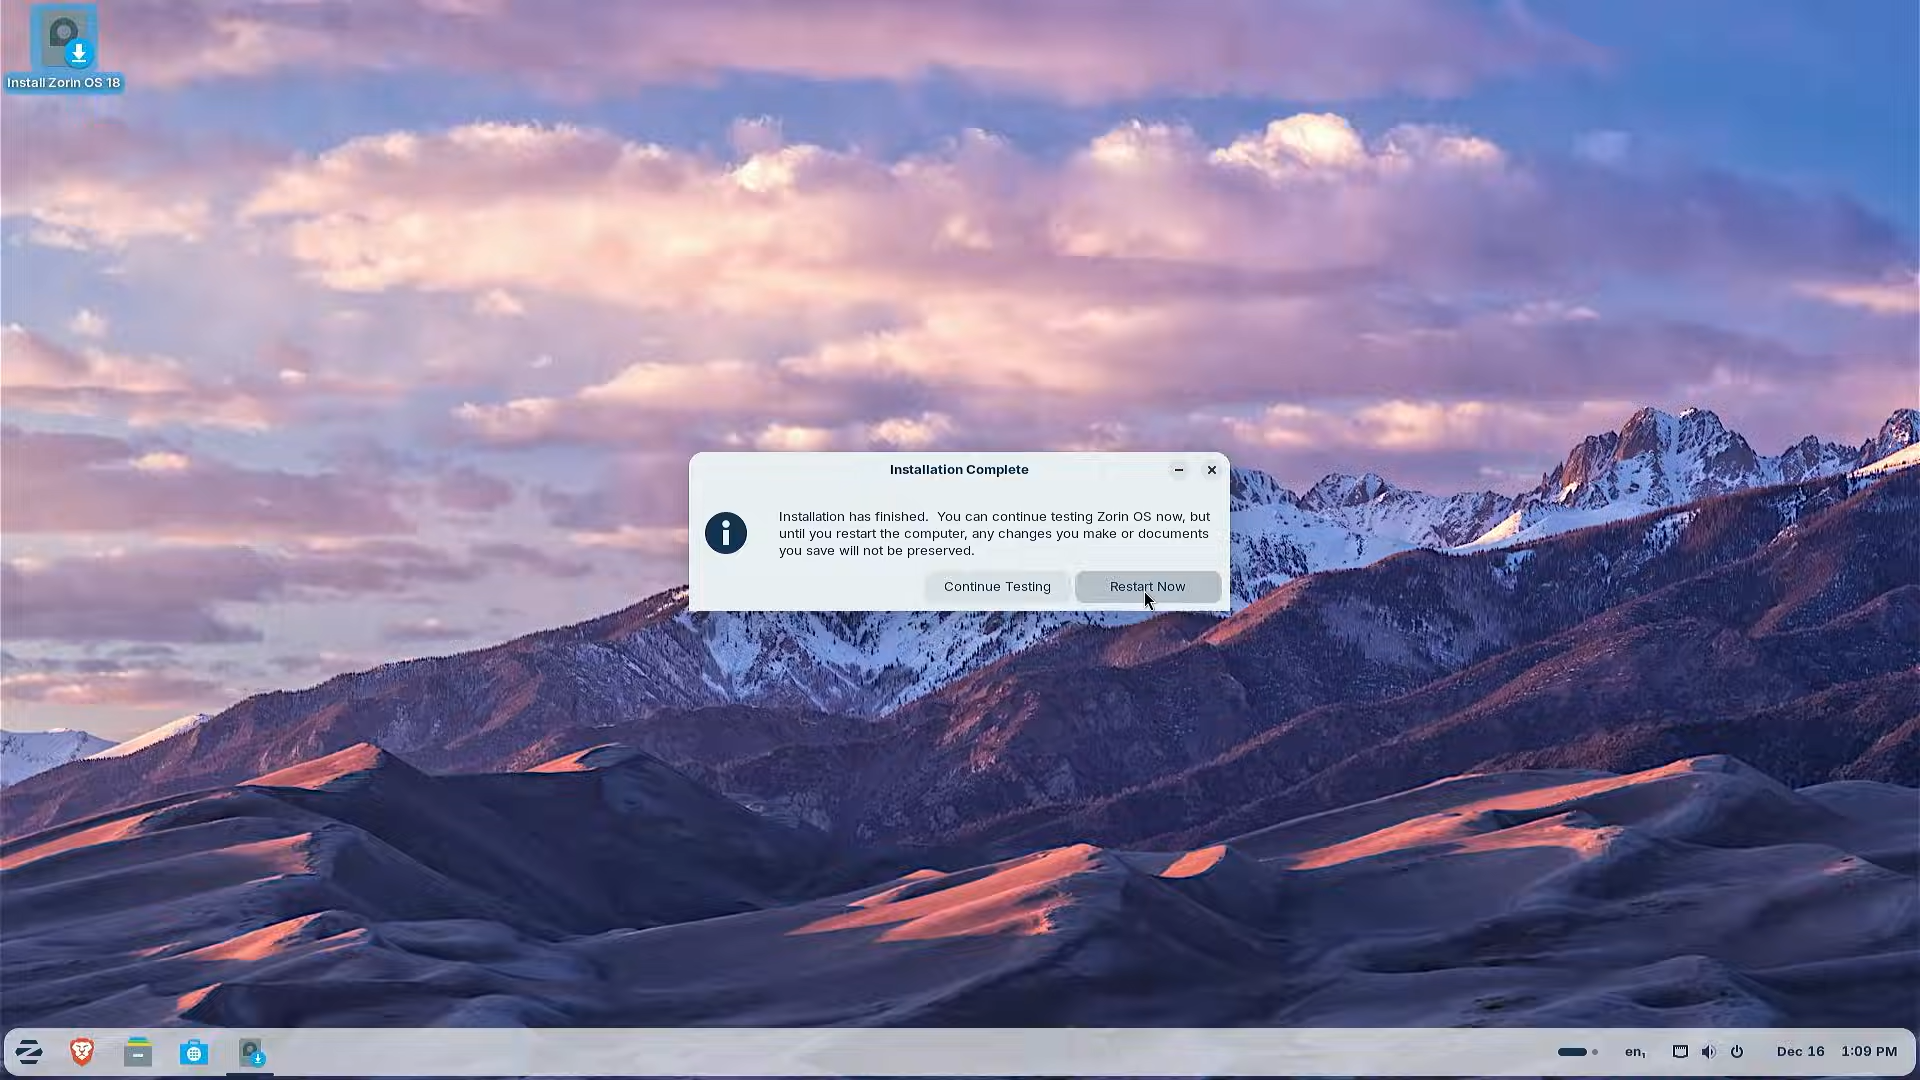 Install Zorin OS 18
Installation Complete
Installation has finished.  You can continue testing Zorin OS now, but
until you restart the computer, any changes you make or documents
you save will not be preserved.
Continue Testing
Restart Now
en₁
Dec 16
1:09 PM